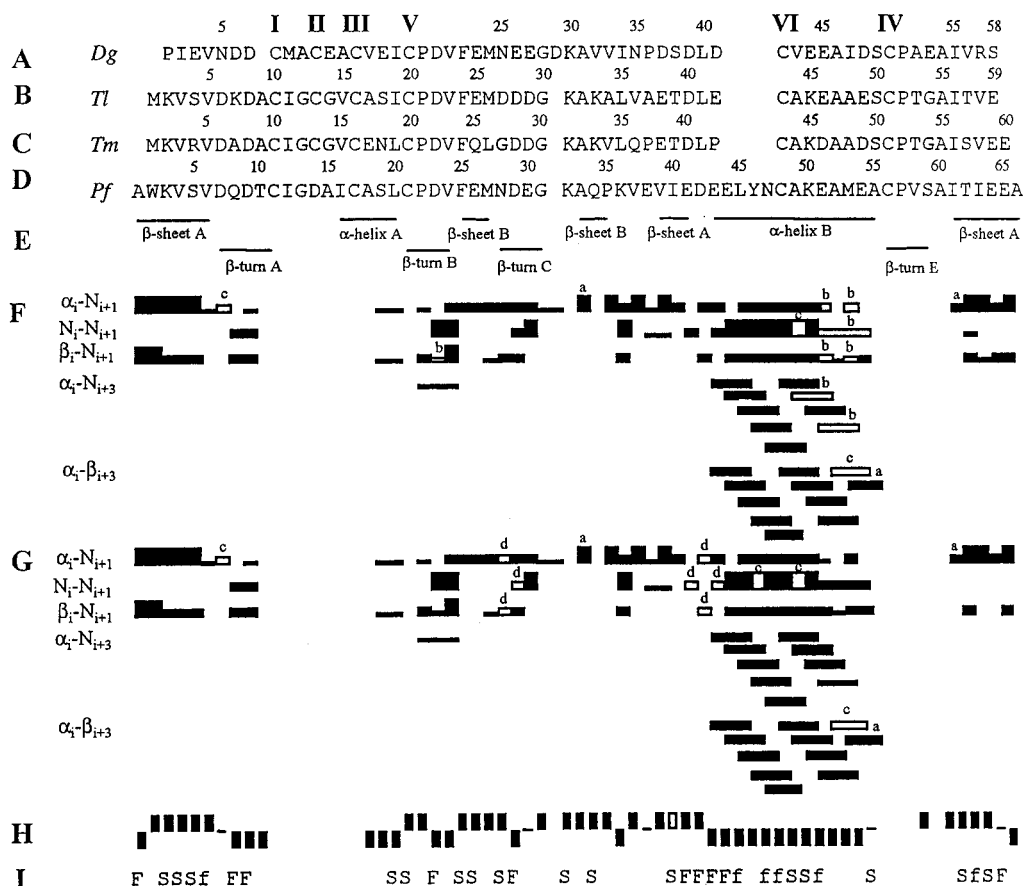 5 I II III V 25 30 35 40 VI 45 IV 55 58
A Dg PIEVNDD CMACEACVEICPDVFEMNEEGDKAVVINPDSDLD CVEEAIDSCPAEAIVRS
5 10 15 20 25 30 35 40 45 50 55 59
B Tl MKVSVDKDACIGCGVCASICPDVFEMDDDG KAKALVAETDLE CAKEAAESCPTGAITVE
5 10 15 20 25 30 35 40 45 50 55 60
C Tm MKVRVDADACIGCGVCENLCPDVFQLGDDG KAKVLQPETDLP CAKDAADSCPTGAISVEE
5 10 15 20 25 30 35 40 45 50 55 60 65
D Pf AWKVSVDQDTCIGDAICASLCPDVFEMNDEG KAQPKVEVIEDEELYNCAKEAMEACPVSAITIEEA
E β-sheet A α-helix A β-sheet B β-sheet B β-sheet A α-helix B β-sheet A
β-turn A β-turn B β-turn C β-turn E
F αi-Ni+1 c a b b a
Ni-Ni+1 c b
βi-Ni+1 b b b
αi-Ni+3 b
b
αi-βi+3 c a
G αi-Ni+1 c d a d a
Ni-Ni+1 d d d c c
βi-Ni+1 d d
αi-Ni+3
αi-βi+3 c a
H
I F SSSf FF SS F SS SF S S SFFFFf ffSSf S SfSF